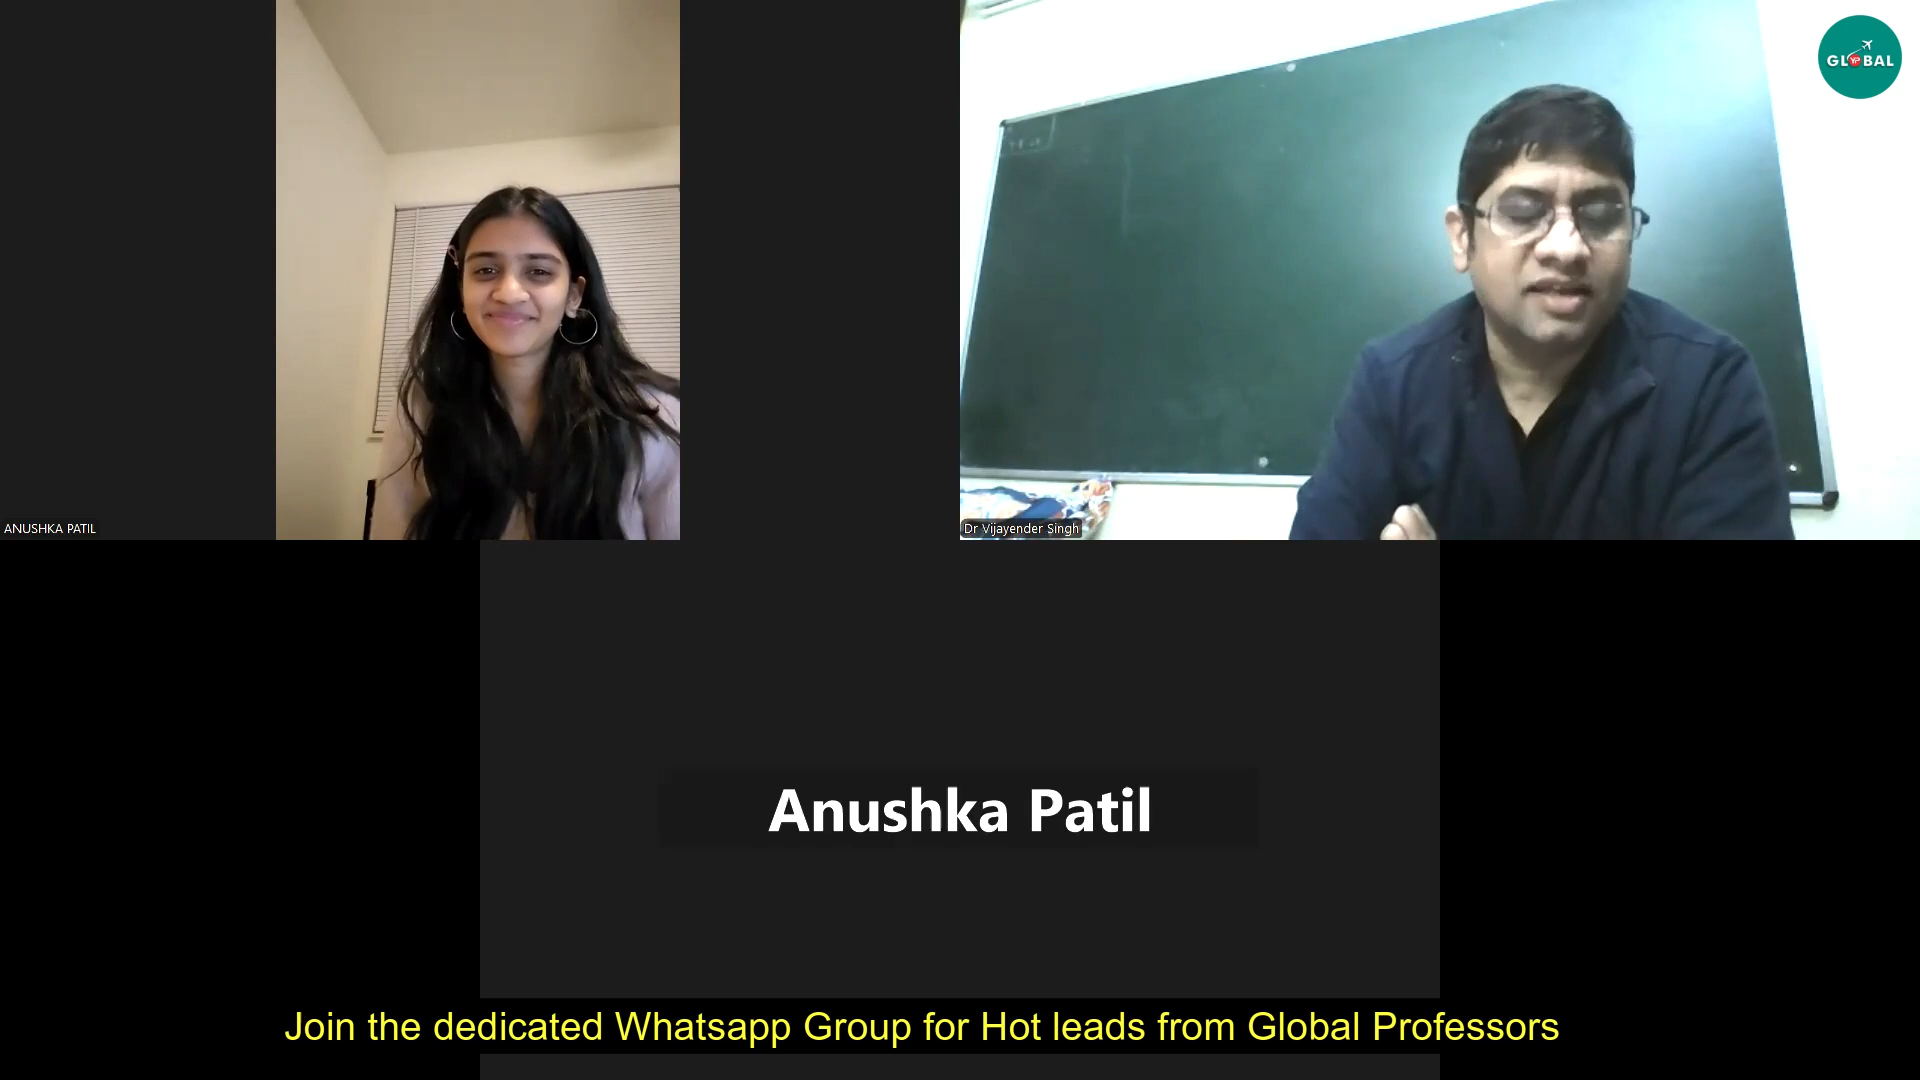 GLOBAL
YP
ANUSHKA PATIL
Dr Vijayender Singh
Anushka Patil
Join the dedicated Whatsapp Group for Hot leads from Global Professors